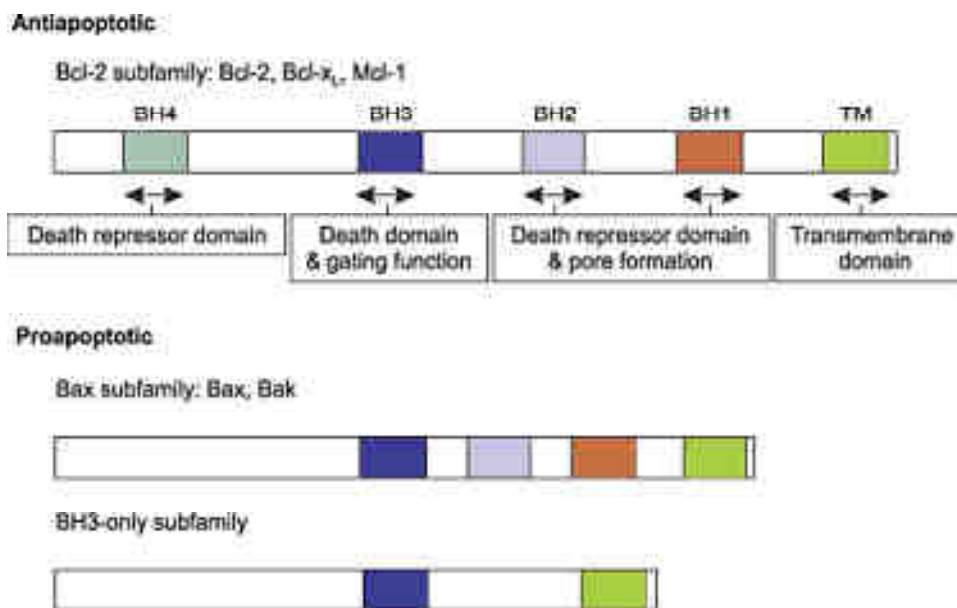 Antiapoptotic
Bcl-2 subfamily: Bcl-2, Bcl-xL, Mcl-1
BH4 BH3 BH2 BH1 TM
Death repressor domain
Death domain
& gating function
Death repressor domain
& pore formation
Transmembrane
domain
Proapoptotic
Bax subfamily: Bax, Bak
BH3-only subfamily